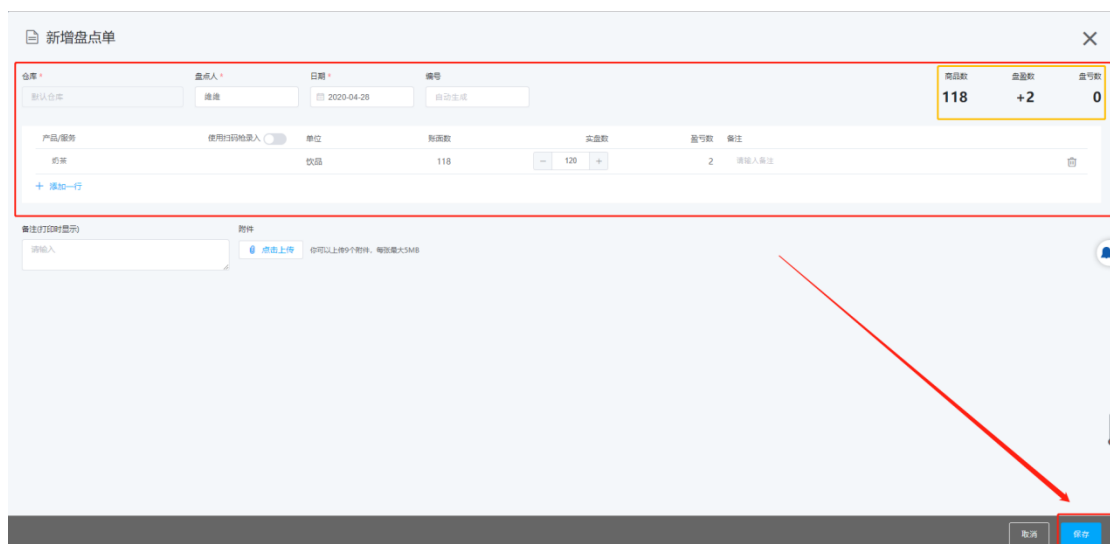 新增盘点单
仓库 * 盘点人 * 日期 * 编号 商品数 盘盈数 盘亏数
默认仓库 2020-04-28 自动生成 118 +2 0
产品/服务 使用扫码枪录入 单位 账面数 实盘数 盈亏数 备注
奶茶 饮品 118 - 120 + 2 请输入备注
+ 添加一行
备注(打印时显示) 附件
请输入 点击上传 你可以上传9个附件，每张最大5MB
取消 保存